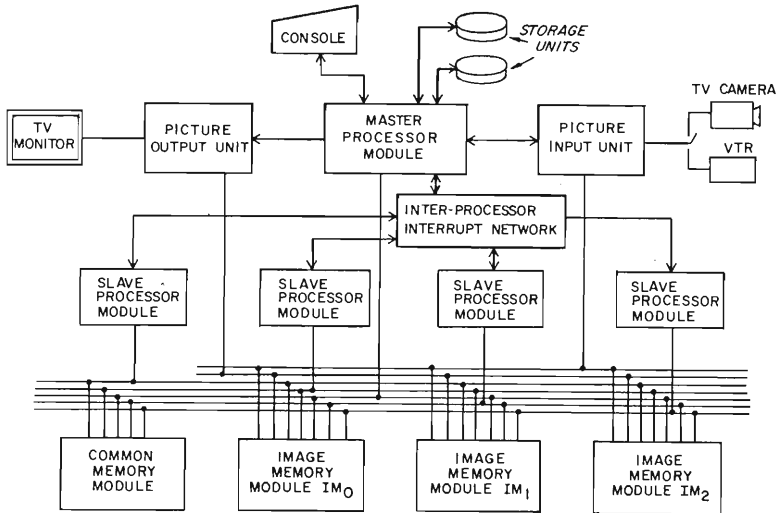 CONSOLE
STORAGE
UNITS
TV CAMERA
TV
MONITOR
PICTURE
OUTPUT UNIT
MASTER
PROCESSOR
MODULE
PICTURE
INPUT UNIT
VTR
INTER-PROCESSOR
INTERRUPT NETWORK
SLAVE
PROCESSOR
MODULE
SLAVE
PROCESSOR
MODULE
SLAVE
PROCESSOR
MODULE
SLAVE
PROCESSOR
MODULE
COMMON
MEMORY
MODULE
IMAGE
MEMORY
MODULE IM₀
IMAGE
MEMORY
MODULE IM₁
IMAGE
MEMORY
MODULE IM₂